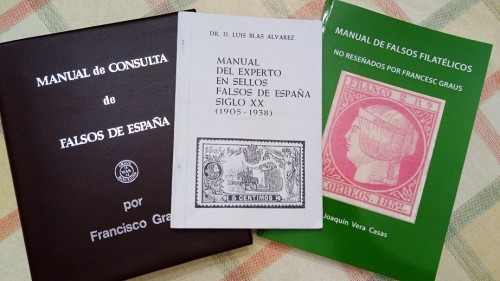 MANUAL de CONSULTA
de
FALSOS DE ESPAÑA
por
Francisco
DR. D. LUIS BLAS ALVAREZ
MANUAL
DEL EXPERTO
EN SELLOS
FALSOS DE ESPAÑA
SIGLO XX
(1905-1938)
5 CENTIMOS
MANUAL DE FALSOS FILATÉLICOS
NO RESEÑADOS POR FRANCESC GRAUS
FRANCO 2 RS
CORREOS. 1852
Joaquín Vera Casas